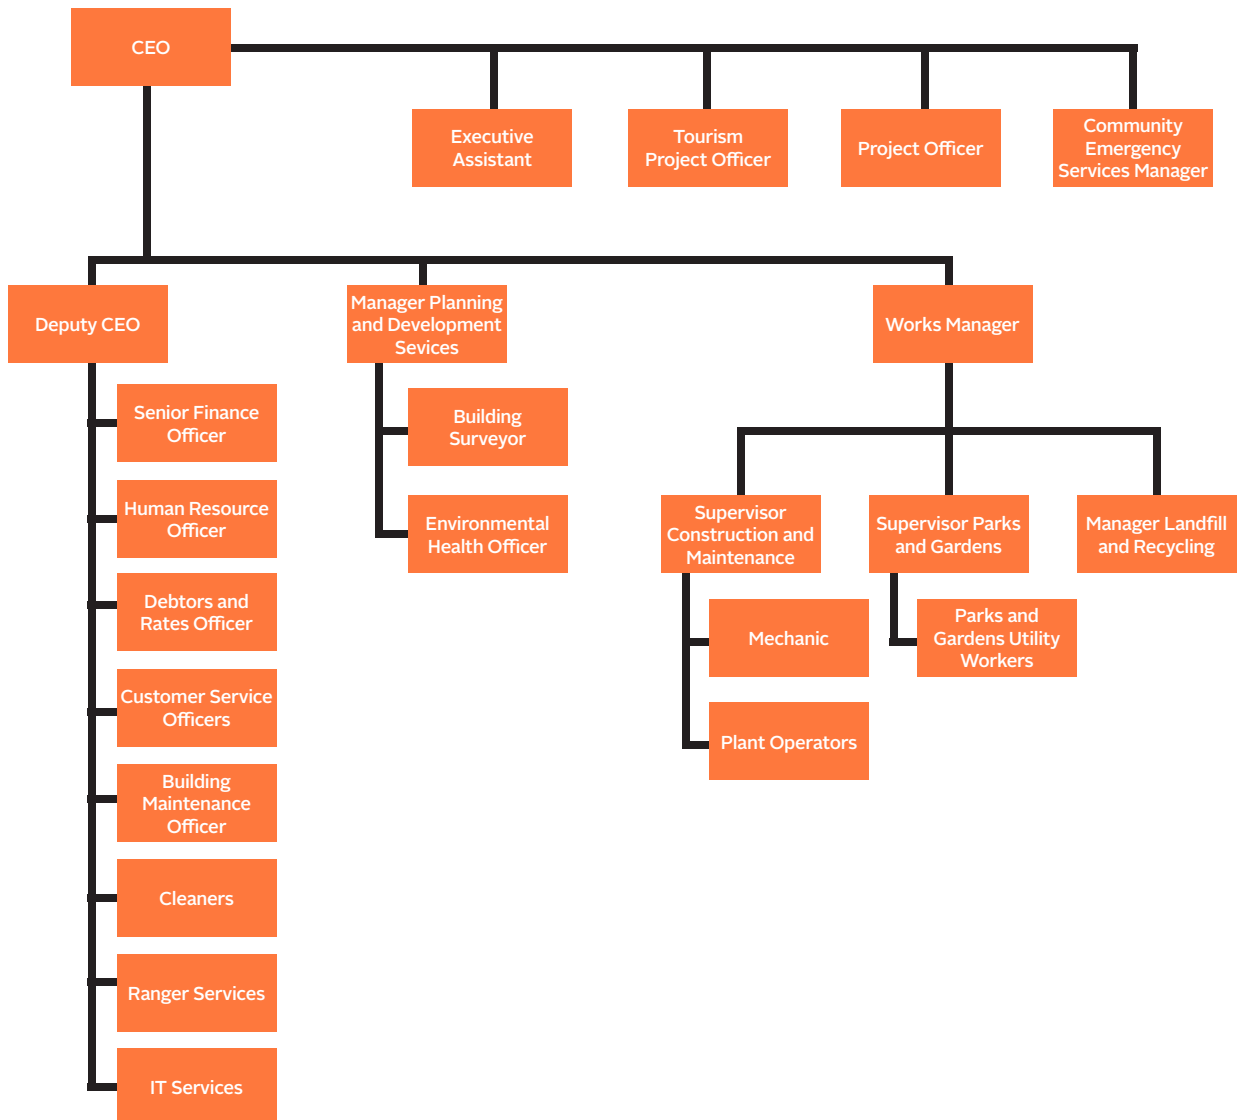 CEO
Executive
Assistant
Tourism
Project Officer
Project Officer
Community
Emergency
Services Manager
Deputy CEO
Manager Planning
and Development
Sevices
Works Manager
Senior Finance
Officer
Human Resource
Officer
Debtors and
Rates Officer
Customer Service
Officers
Building
Maintenance
Officer
Cleaners
Ranger Services
IT Services
Building
Surveyor
Environmental
Health Officer
Supervisor
Construction and
Maintenance
Mechanic
Plant Operators
Supervisor Parks
and Gardens
Parks and
Gardens Utility
Workers
Manager Landfill
and Recycling